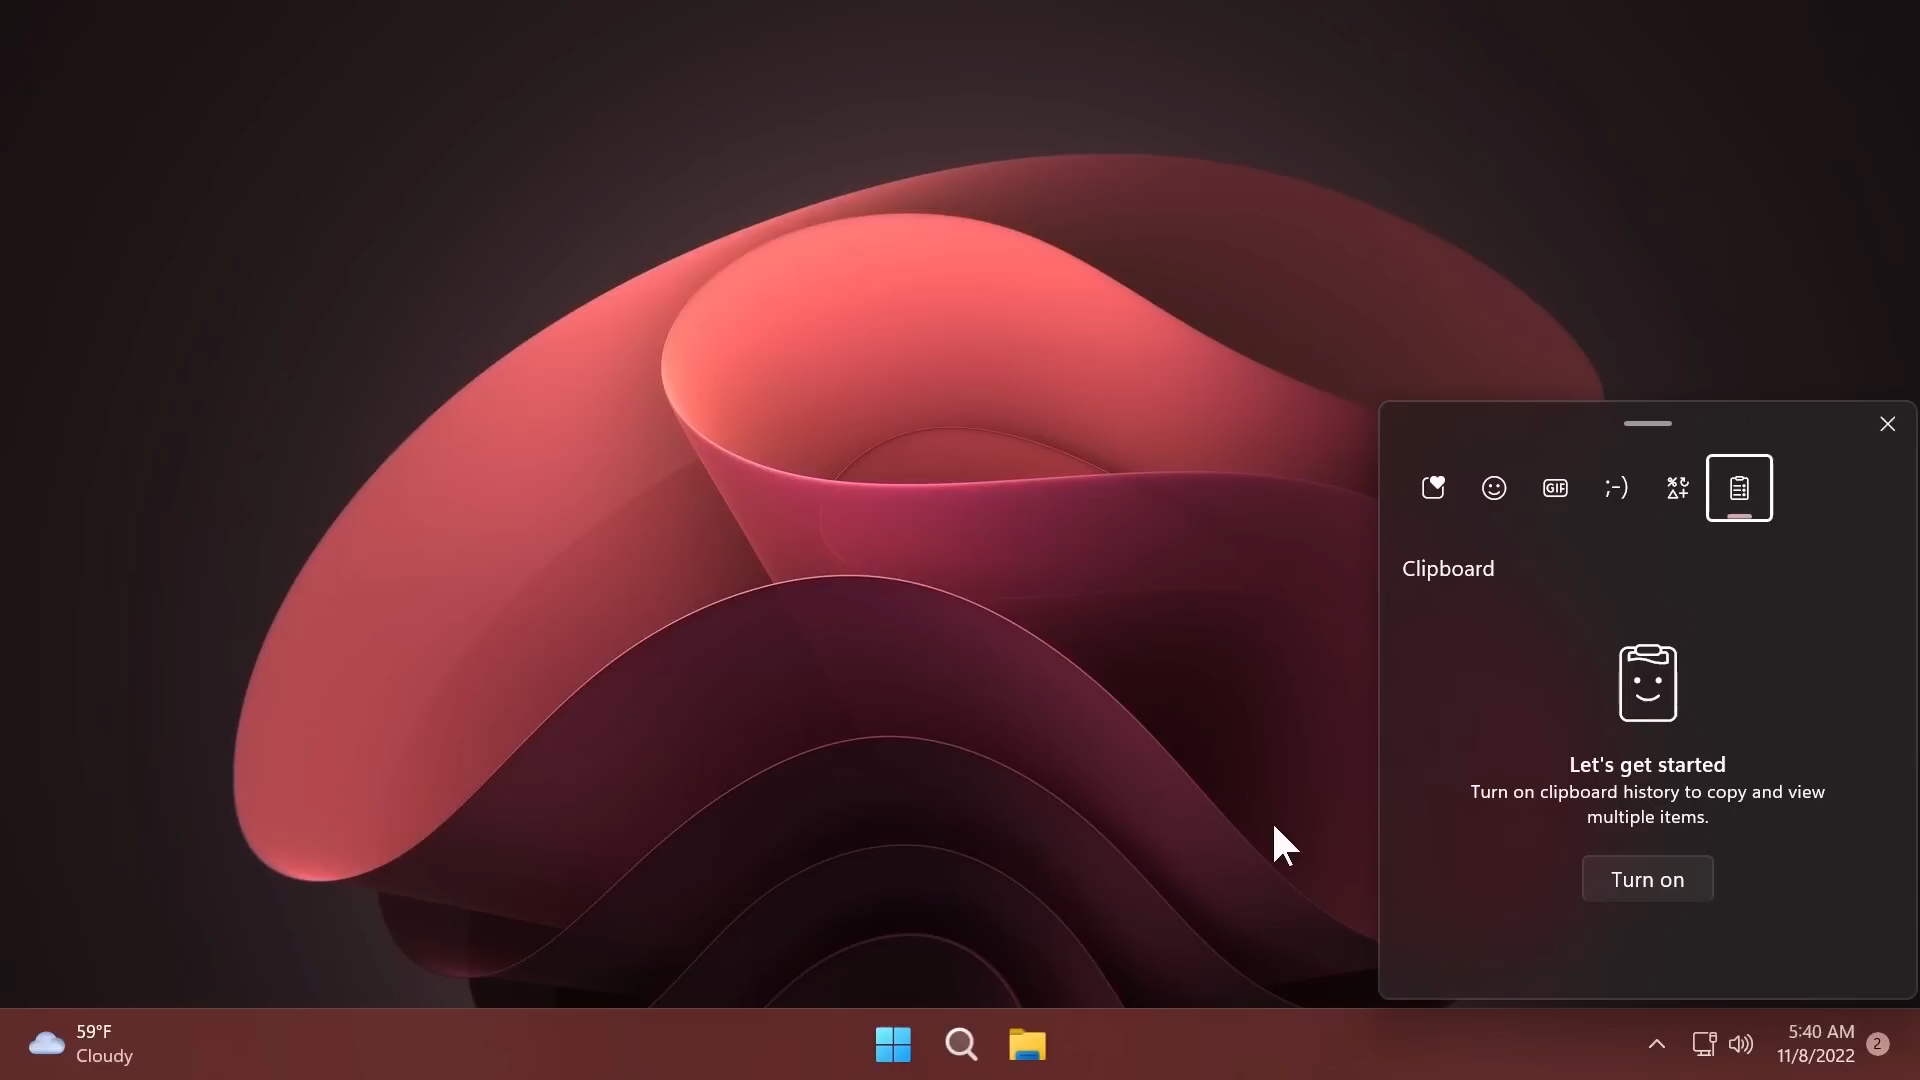 GIF
;-)
Clipboard
Let's get started
Turn on clipboard history to copy and view
multiple items.
Turn on
59°F
Cloudy
5:40 AM
11/8/2022
2